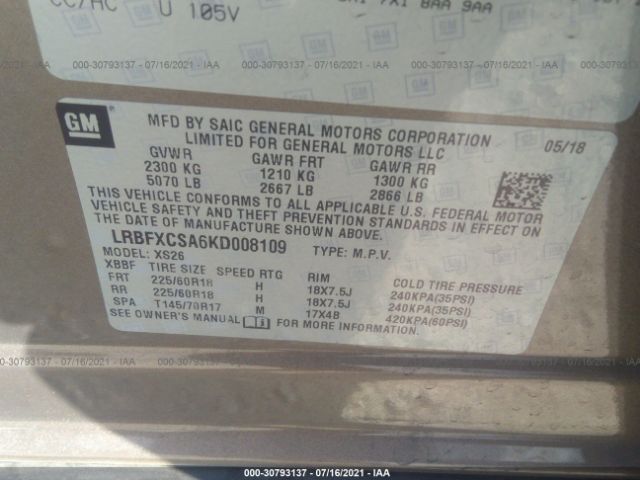 CC/AC U 105V
7X1 8AA 9AA
000-30793137 - 07/16/2021 - IAA
GM
MFD BY SAIC GENERAL MOTORS CORPORATION
LIMITED FOR GENERAL MOTORS LLC
05/18
GVWR GAWR FRT GAWR RR
2300 KG 1210 KG 1300 KG
5070 LB 2667 LB 2866 LB
THIS VEHICLE CONFORMS TO ALL APPLICABLE U.S. FEDERAL MOTOR
VEHICLE SAFETY AND THEFT PREVENTION STANDARDS IN EFFECT ON
THE DATE OF MANUFACTURE SHOWN ABOVE.
LRBFXCSA6KD008109 TYPE: M.P.V.
MODEL: XS26
XBBF TIRE SIZE SPEED RTG RIM COLD TIRE PRESSURE
FRT 225/60R18 H 18X7.5J 240KPA(35PSI)
RR 225/60R18 H 18X7.5J 240KPA(35PSI)
SPA T145/70R17 M 17X4B 420KPA(60PSI)
SEE OWNER'S MANUAL FOR MORE INFORMATION.
000-30793137 - 07/16/2021 - IAA